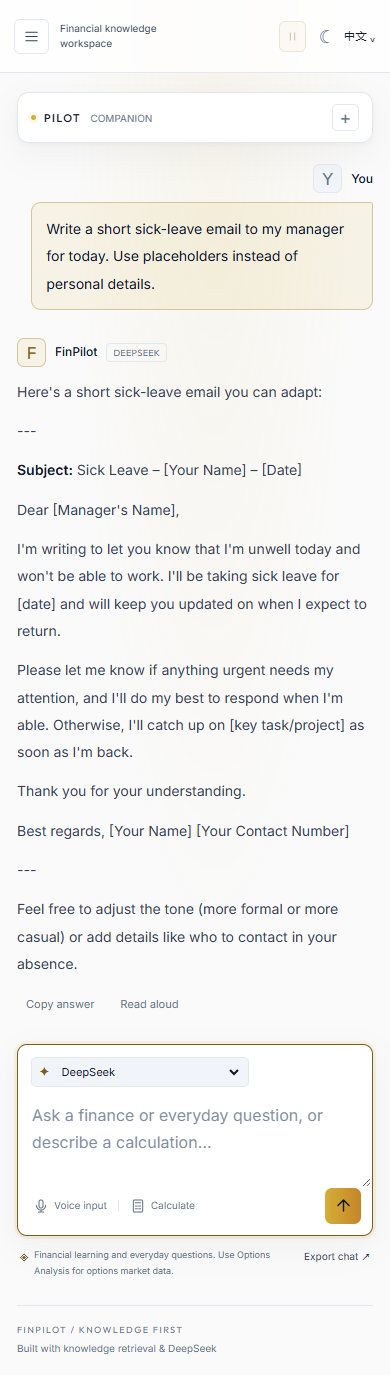 Financial knowledge
workspace
中文
PILOT COMPANION
+
Y You
Write a short sick-leave email to my manager
for today. Use placeholders instead of
personal details.
F FinPilot DEEPSEEK
Here's a short sick-leave email you can adapt:
---
Subject: Sick Leave – [Your Name] – [Date]
Dear [Manager's Name],
I'm writing to let you know that I'm unwell today and
won't be able to work. I'll be taking sick leave for
[date] and will keep you updated on when I expect to
return.
Please let me know if anything urgent needs my
attention, and I'll do my best to respond when I'm
able. Otherwise, I'll catch up on [key task/project] as
soon as I'm back.
Thank you for your understanding.
Best regards, [Your Name] [Your Contact Number]
---
Feel free to adjust the tone (more formal or more
casual) or add details like who to contact in your
absence.
Copy answer Read aloud
DeepSeek
Ask a finance or everyday question, or
describe a calculation...
Voice input Calculate
Financial learning and everyday questions. Use Options
Analysis for options market data.
Export chat ↗
FINPILOT / KNOWLEDGE FIRST
Built with knowledge retrieval & DeepSeek